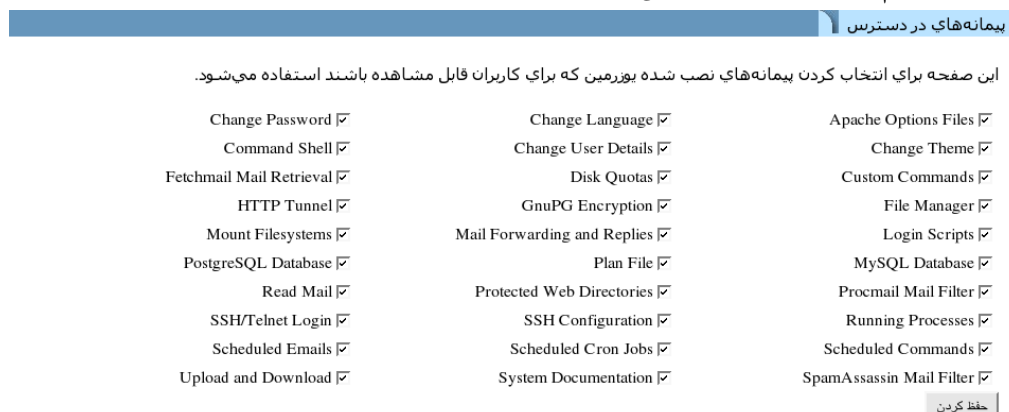 پيمانه‌هاي در دسترس
اين صفحه براي انتخاب کردن پيمانه‌هاي نصب شده يوزرمين که براي کاربران قابل مشاهده باشند استفاده مي‌شود.
Apache Options Files Change Language Change Password
Change Theme Change User Details Command Shell
Custom Commands Disk Quotas Fetchmail Mail Retrieval
File Manager GnuPG Encryption HTTP Tunnel
Login Scripts Mail Forwarding and Replies Mount Filesystems
MySQL Database Plan File PostgreSQL Database
Procmail Mail Filter Protected Web Directories Read Mail
Running Processes SSH Configuration SSH/Telnet Login
Scheduled Commands Scheduled Cron Jobs Scheduled Emails
SpamAssassin Mail Filter System Documentation Upload and Download
حفظ کردن